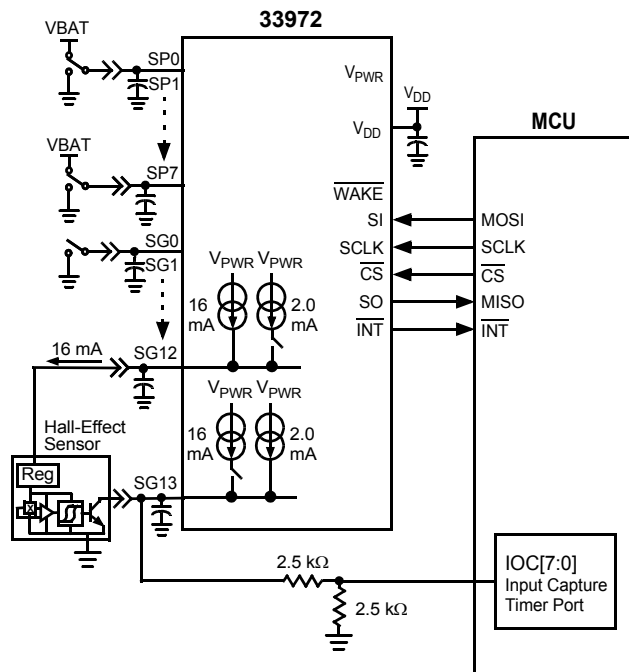 33972
VBAT
SP0
SP1
VPWR
VDD
VDD
MCU
VBAT
SP7
WAKE
SI
MOSI
SG0
SCLK
SCLK
SG1
VPWR VPWR
CS
CS
SO
MISO
16 mA
2.0 mA
INT
INT
16 mA
SG12
VPWR VPWR
16 mA
2.0 mA
Hall-Effect
Sensor
Reg
X
SG13
2.5 kΩ
IOC[7:0]
Input Capture
Timer Port
2.5 kΩ